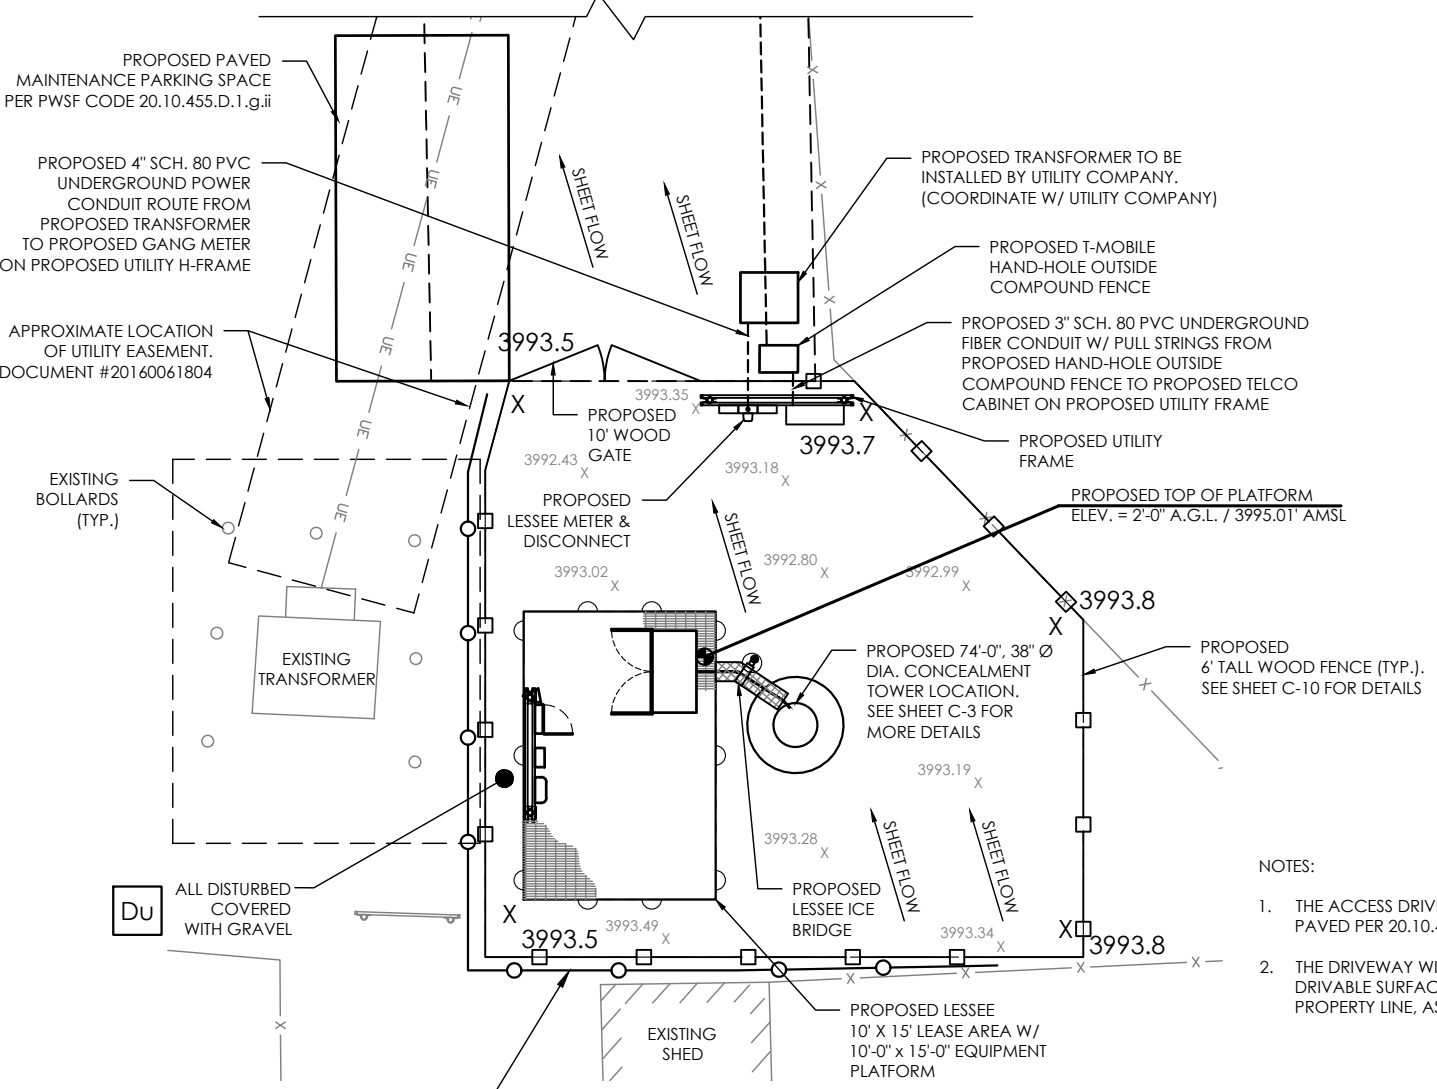 PROPOSED PAVED
MAINTENANCE PARKING SPACE
PER PWSF CODE 20.10.455.D.1.g.ii
PROPOSED 4" SCH. 80 PVC
UNDERGROUND POWER
CONDUIT ROUTE FROM
PROPOSED TRANSFORMER
TO PROPOSED GANG METER
ON PROPOSED UTILITY H-FRAME
APPROXIMATE LOCATION
OF UTILITY EASEMENT.
DOCUMENT #20160061804
EXISTING
BOLLARDS
(TYP.)
EXISTING
TRANSFORMER
Du
ALL DISTURBED
COVERED
WITH GRAVEL
UE
UE
UE
UE
UE
UE
SHEET FLOW
SHEET FLOW
3993.5
X
PROPOSED
10' WOOD
GATE
3993.35
X
3992.43
X
3993.18
X
X
3993.7
PROPOSED
LESSEE METER &
DISCONNECT
SHEET FLOW
3993.02
X
3992.80
X
3992.99
X
PROPOSED TRANSFORMER TO BE
INSTALLED BY UTILITY COMPANY.
(COORDINATE W/ UTILITY COMPANY)
PROPOSED T-MOBILE
HAND-HOLE OUTSIDE
COMPOUND FENCE
PROPOSED 3" SCH. 80 PVC UNDERGROUND
FIBER CONDUIT W/ PULL STRINGS FROM
PROPOSED HAND-HOLE OUTSIDE
COMPOUND FENCE TO PROPOSED TELCO
CABINET ON PROPOSED UTILITY FRAME
PROPOSED UTILITY
FRAME
PROPOSED TOP OF PLATFORM
ELEV. = 2'-0" A.G.L. / 3995.01' AMSL
3993.8
X
PROPOSED
6' TALL WOOD FENCE (TYP.).
SEE SHEET C-10 FOR DETAILS
PROPOSED 74'-0", 38" Ø
DIA. CONCEALMENT
TOWER LOCATION.
SEE SHEET C-3 FOR
MORE DETAILS
3993.19
X
3993.28
X
SHEET FLOW
SHEET FLOW
PROPOSED
LESSEE ICE
BRIDGE
3993.34
X
X
3993.8
X
3993.5
3993.49
X
EXISTING
SHED
PROPOSED LESSEE
10' X 15' LEASE AREA W/
10'-0" x 15'-0" EQUIPMENT
PLATFORM
X
X
X
X
X
X
X
X
X
NOTES:
1. THE ACCESS DRIV
PAVED PER 20.10.4
2. THE DRIVEWAY WI
DRIVABLE SURFAC
PROPERTY LINE, AS